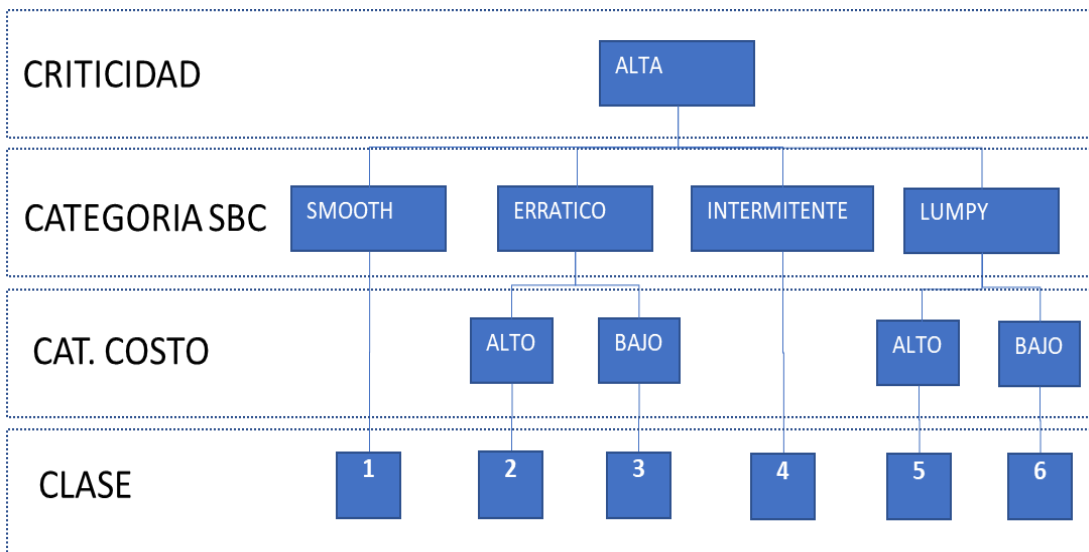 CRITICIDAD
ALTA
CATEGORIA SBC
SMOOTH
ERRATICO
INTERMITENTE
LUMPY
CAT. COSTO
ALTO
BAJO
ALTO
BAJO
CLASE
1
2
3
4
5
6